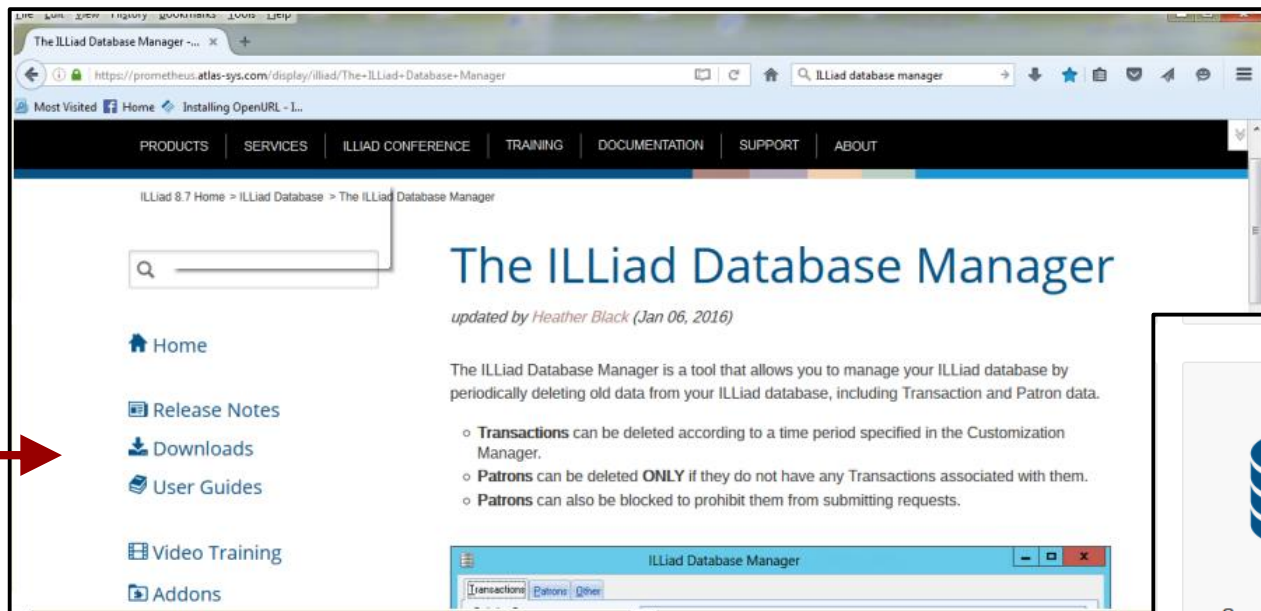 File Edit View History Bookmarks Tools Help
The ILLiad Database Manager -... × +
https://prometheus.atlas-sys.com/display/illiad/The+ILLiad+Database+Manager
ILLiad database manager
Most Visited Home Installing OpenURL - I...
PRODUCTS SERVICES ILLIAD CONFERENCE TRAINING DOCUMENTATION SUPPORT ABOUT
ILLiad 8.7 Home > ILLiad Database > The ILLiad Database Manager
The ILLiad Database Manager
updated by Heather Black (Jan 06, 2016)
Home
Release Notes
Downloads
User Guides
Video Training
Addons
The ILLiad Database Manager is a tool that allows you to manage your ILLiad database by
periodically deleting old data from your ILLiad database, including Transaction and Patron data.
Transactions can be deleted according to a time period specified in the Customization
Manager.
Patrons can be deleted ONLY if they do not have any Transactions associated with them.
Patrons can also be blocked to prohibit them from submitting requests.
ILLiad Database Manager
Transactions Patrons Other